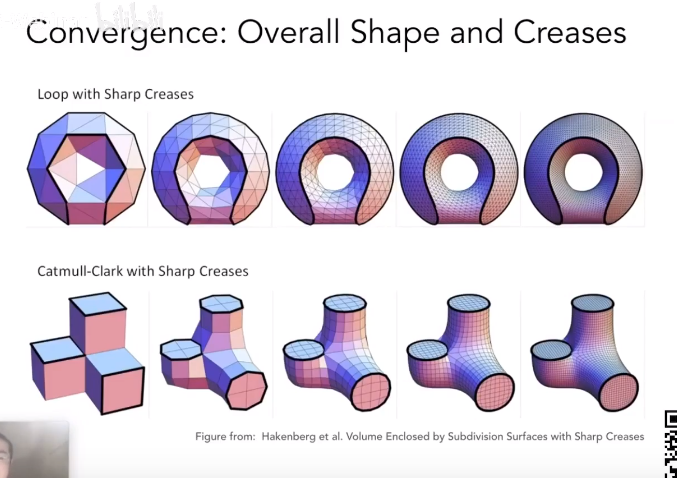 bilibili
Convergence: Overall Shape and Creases
Loop with Sharp Creases
Catmull-Clark with Sharp Creases
Figure from: Hakenberg et al. Volume Enclosed by Subdivision Surfaces with Sharp Creases